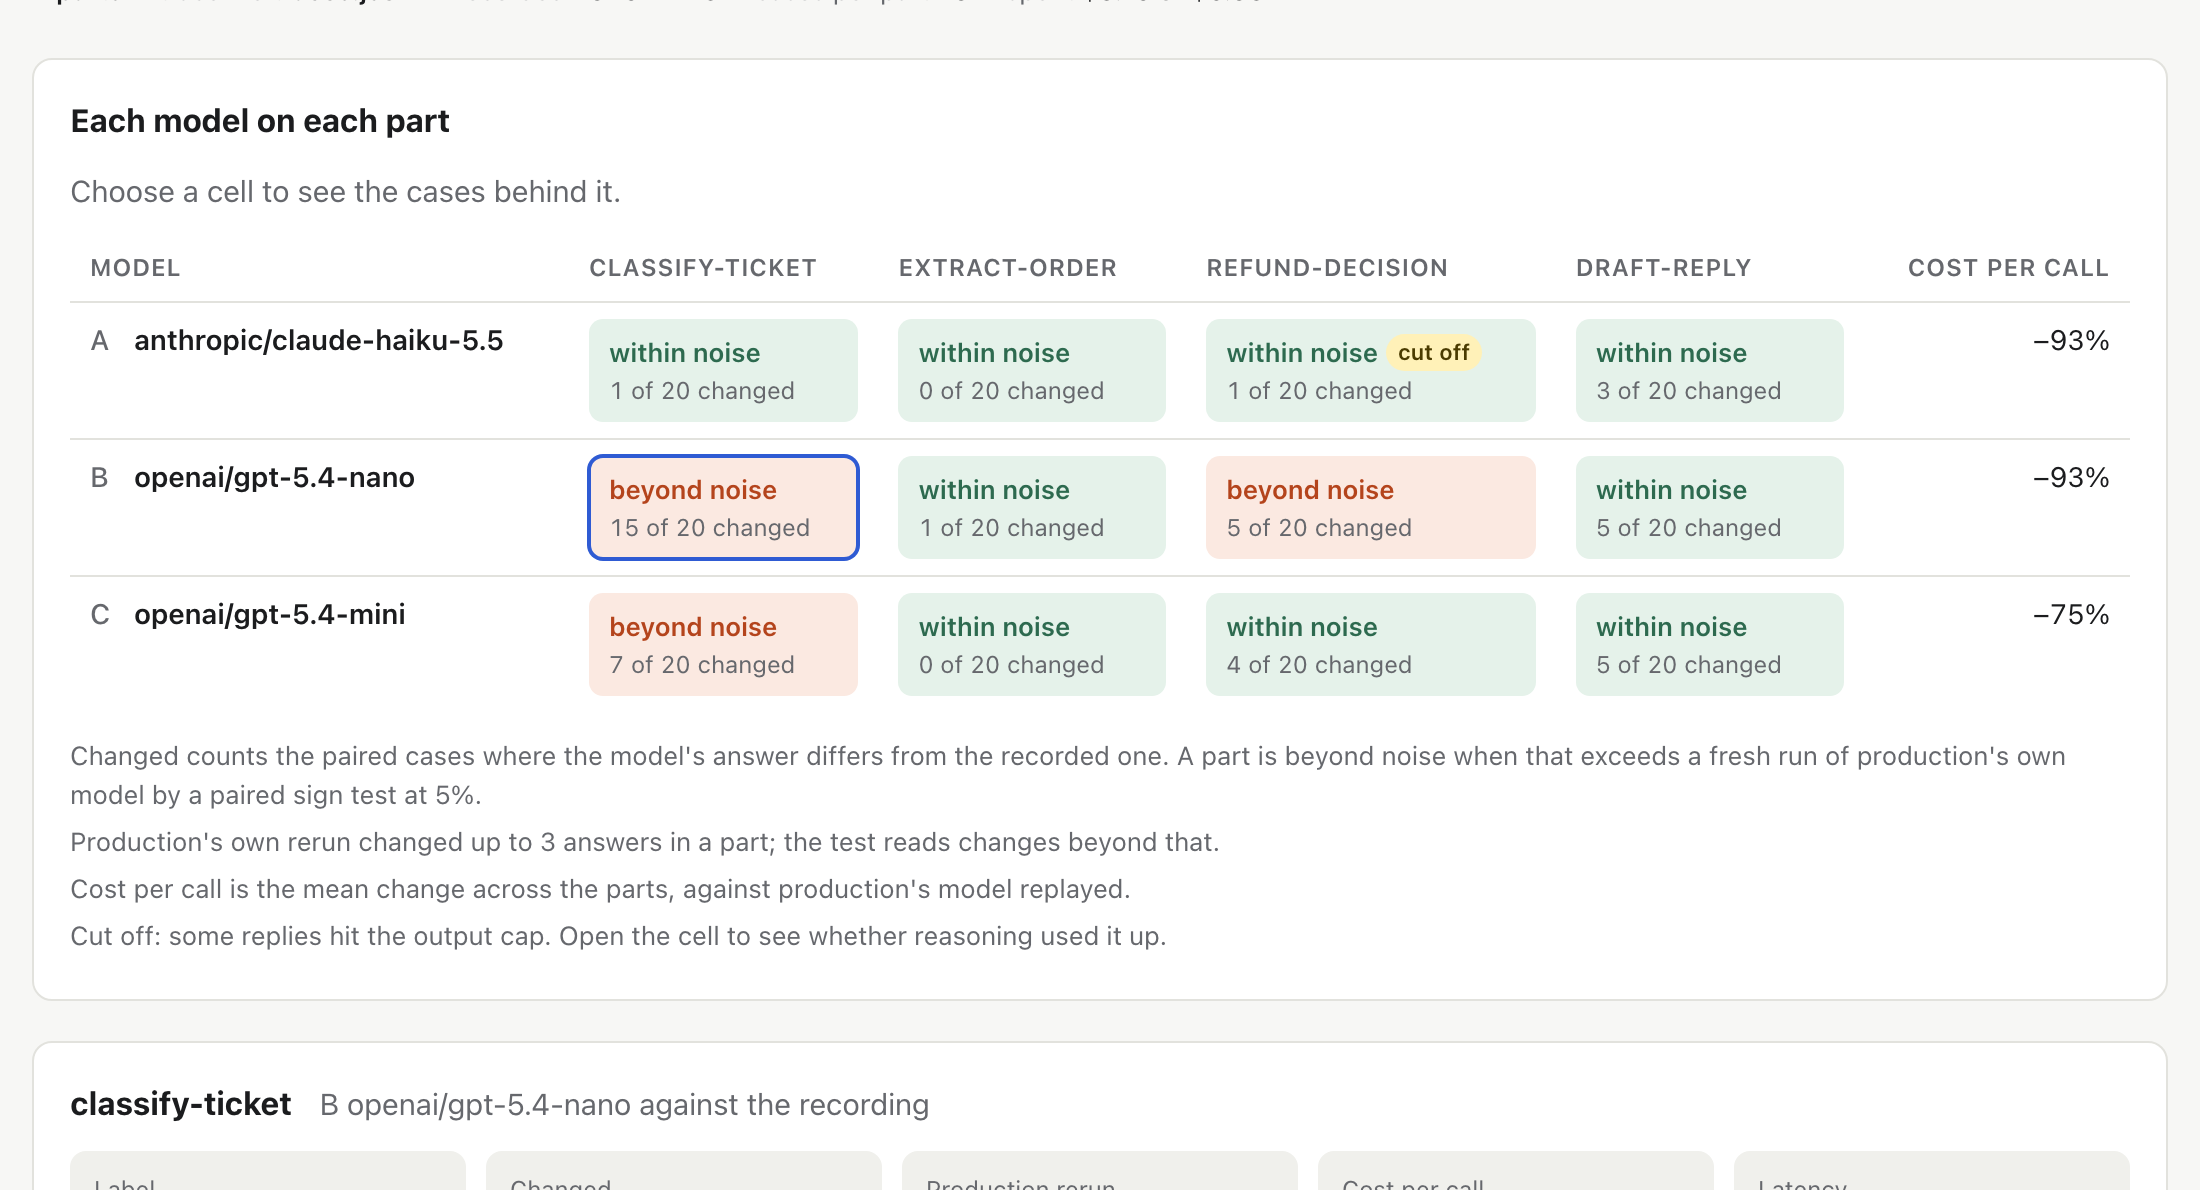 Each model on each part
Choose a cell to see the cases behind it.
MODEL CLASSIFY-TICKET EXTRACT-ORDER REFUND-DECISION DRAFT-REPLY COST PER CALL
A anthropic/claude-haiku-5.5 within noise within noise within noise cut off within noise –93%
1 of 20 changed 0 of 20 changed 1 of 20 changed 3 of 20 changed
B openai/gpt-5.4-nano beyond noise within noise beyond noise within noise –93%
15 of 20 changed 1 of 20 changed 5 of 20 changed 5 of 20 changed
C openai/gpt-5.4-mini beyond noise within noise within noise within noise –75%
7 of 20 changed 0 of 20 changed 4 of 20 changed 5 of 20 changed
Changed counts the paired cases where the model's answer differs from the recorded one. A part is beyond noise when that exceeds a fresh run of production's own
model by a paired sign test at 5%.
Production's own rerun changed up to 3 answers in a part; the test reads changes beyond that.
Cost per call is the mean change across the parts, against production's model replayed.
Cut off: some replies hit the output cap. Open the cell to see whether reasoning used it up.
classify-ticket B openai/gpt-5.4-nano against the recording
Label Changed Production rerun Cost per call Latency